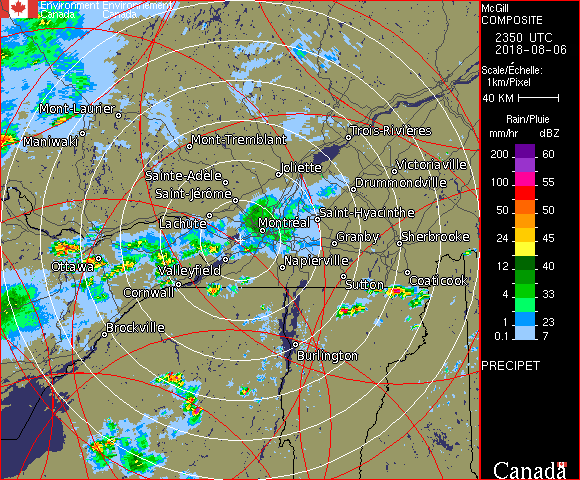 Environment Environnement
Canada Canada
McGill
COMPOSITE
2350 UTC
2018-08-06
Scale/Échelle:
1km/Pixel
40 KM
Rain/Pluie
mm/hr dBZ
200 60
100 55
50 50
24 45
12 40
4 33
1 23
0.1 7
PRECIPET
Canada
Mont-Laurier
Maniwaki
Mont-Tremblant
Trois-Rivières
Joliette
Victoriaville
Sainte-Adèle
Drummondville
Saint-Jérôme
Saint-Hyacinthe
Lachute
Montréal
Granby
Sherbrooke
Ottawa
Valleyfield
Napierville
Cornwall
Sutton
Coaticook
Brockville
Burlington